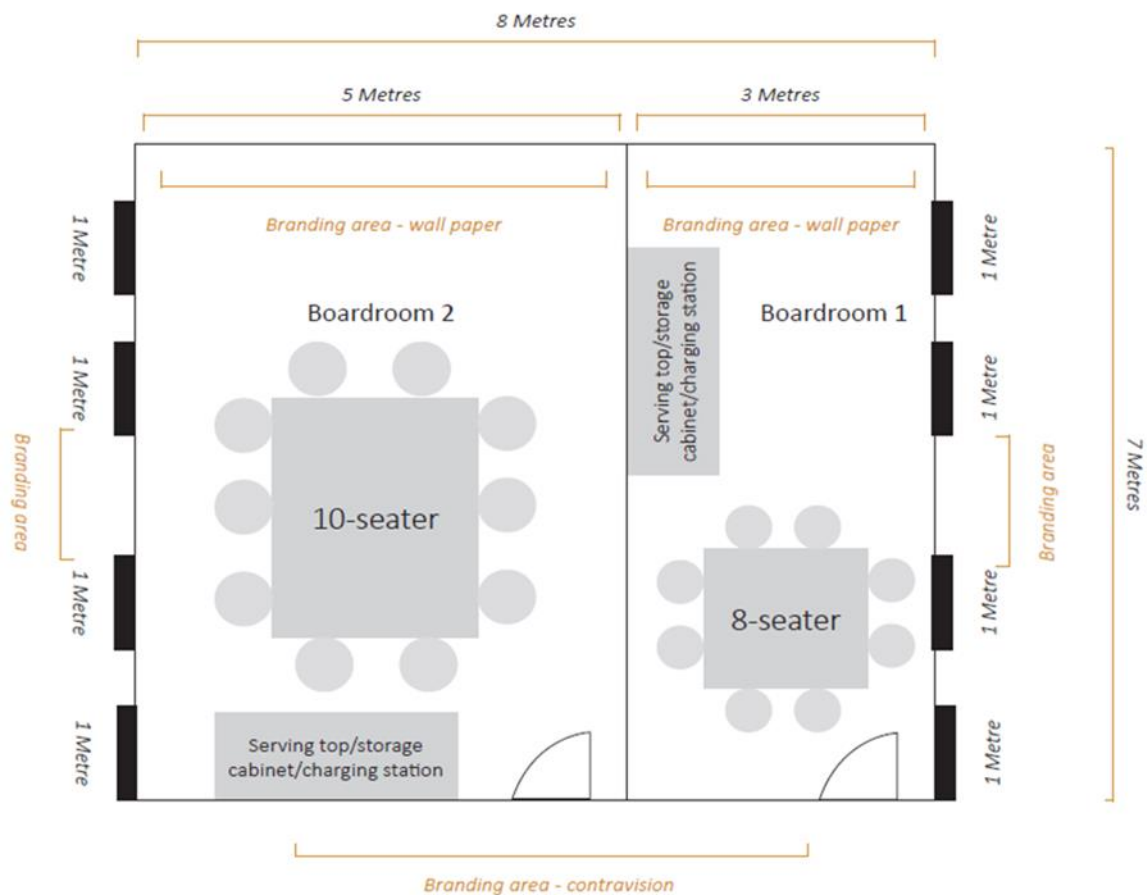 8 Metres
5 Metres
3 Metres
Branding area - wall paper
Branding area - wall paper
1 Metre
1 Metre
Boardroom 2
Boardroom 1
Serving top/storage
cabinet/charging station
1 Metre
1 Metre
Branding area
Branding area
7 Metres
10-seater
8-seater
1 Metre
1 Metre
Serving top/storage
cabinet/charging station
1 Metre
1 Metre
Branding area - contravision